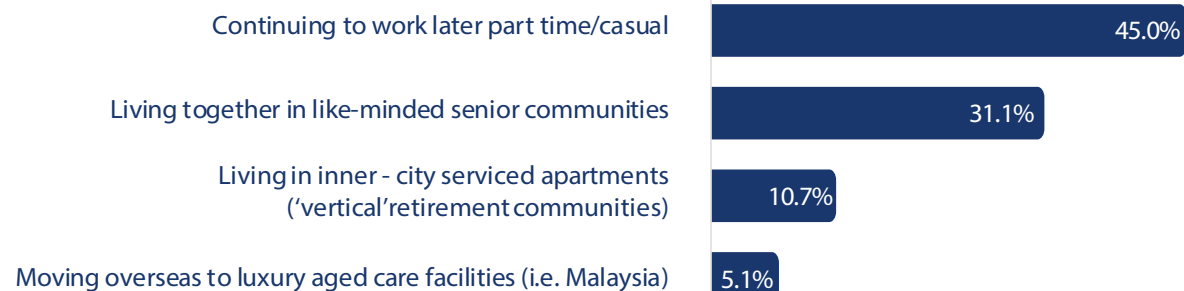 Continuing to work later part time/casual 45.0%
Living together in like-minded senior communities 31.1%
Living in inner - city serviced apartments
('vertical'retirement communities) 10.7%
Moving overseas to luxury aged care facilities (i.e. Malaysia) 5.1%